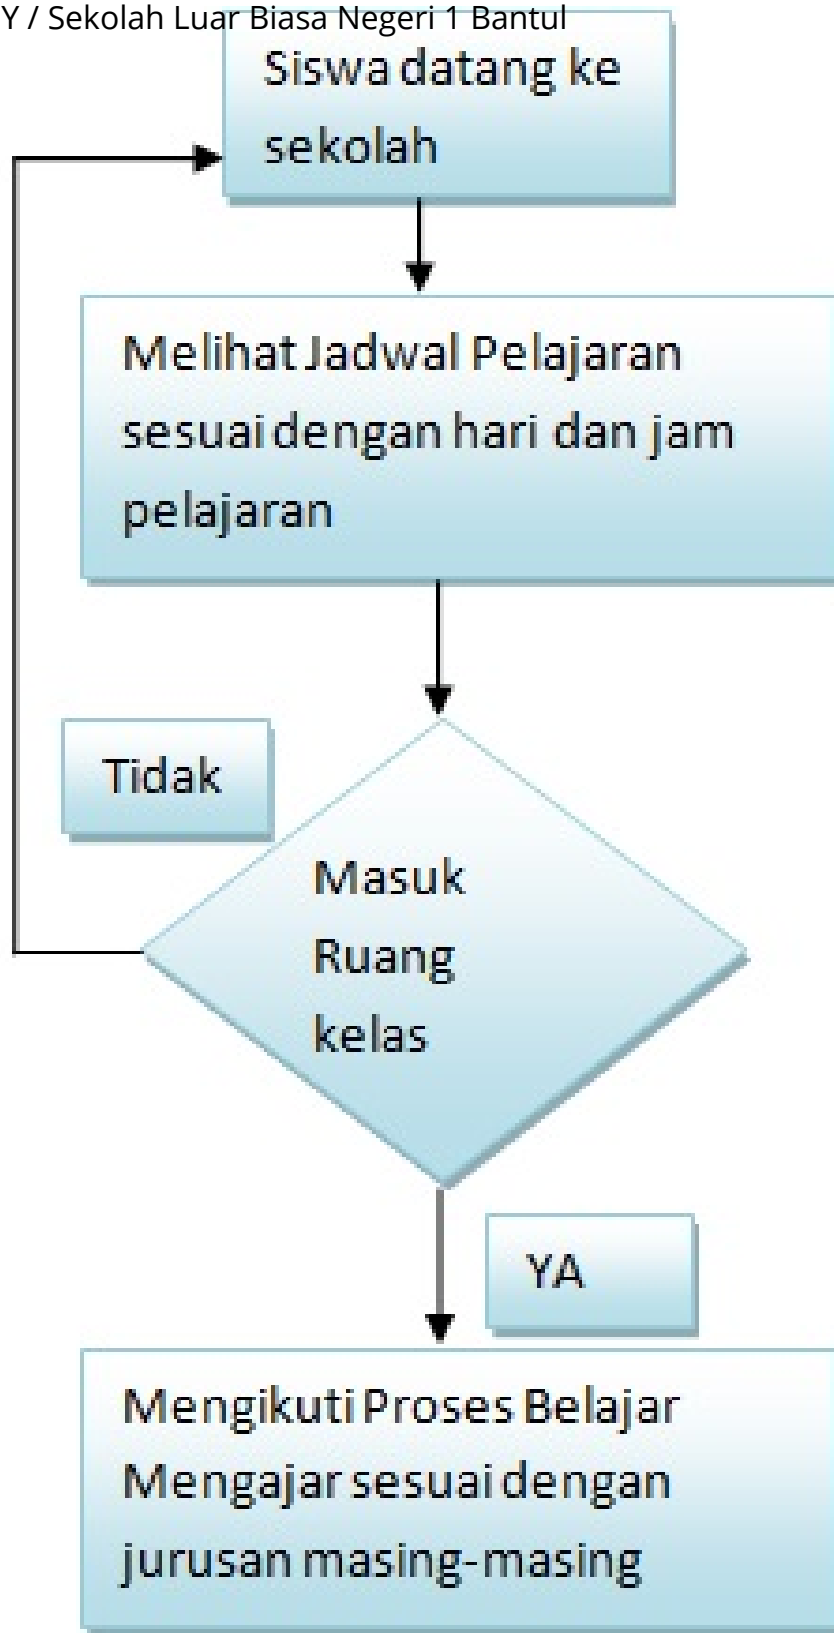 Y / Sekolah Luar Biasa Negeri 1 Bantul
Siswa datang ke
sekolah
Melihat Jadwal Pelajaran
sesuai dengan hari dan jam
pelajaran
Tidak
Masuk
Ruang
kelas
YA
Mengikuti Proses Belajar
Mengajar sesuai dengan
jurusan masing-masing